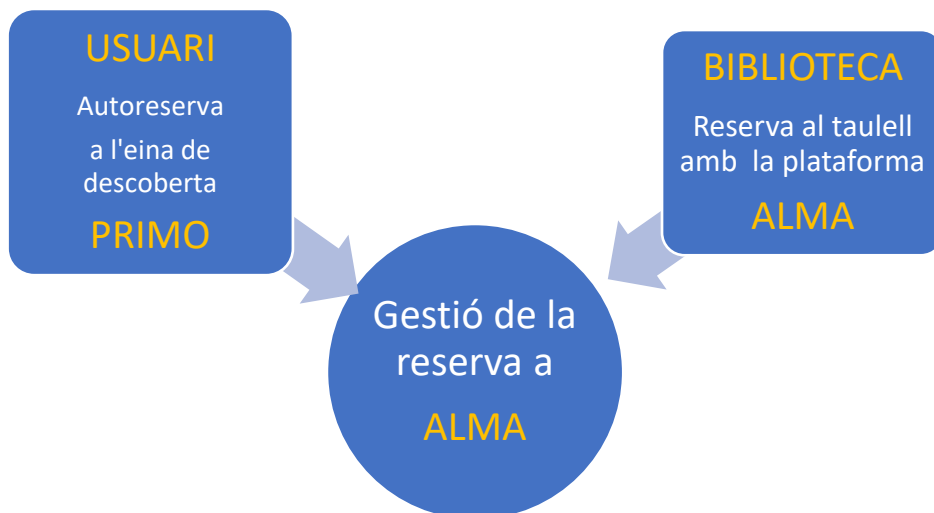 USUARI
Autoreserva
a l'eina de
descoberta
PRIMO
BIBLIOTECA
Reserva al taulell
amb la plataforma
ALMA
Gestió de la
reserva a
ALMA